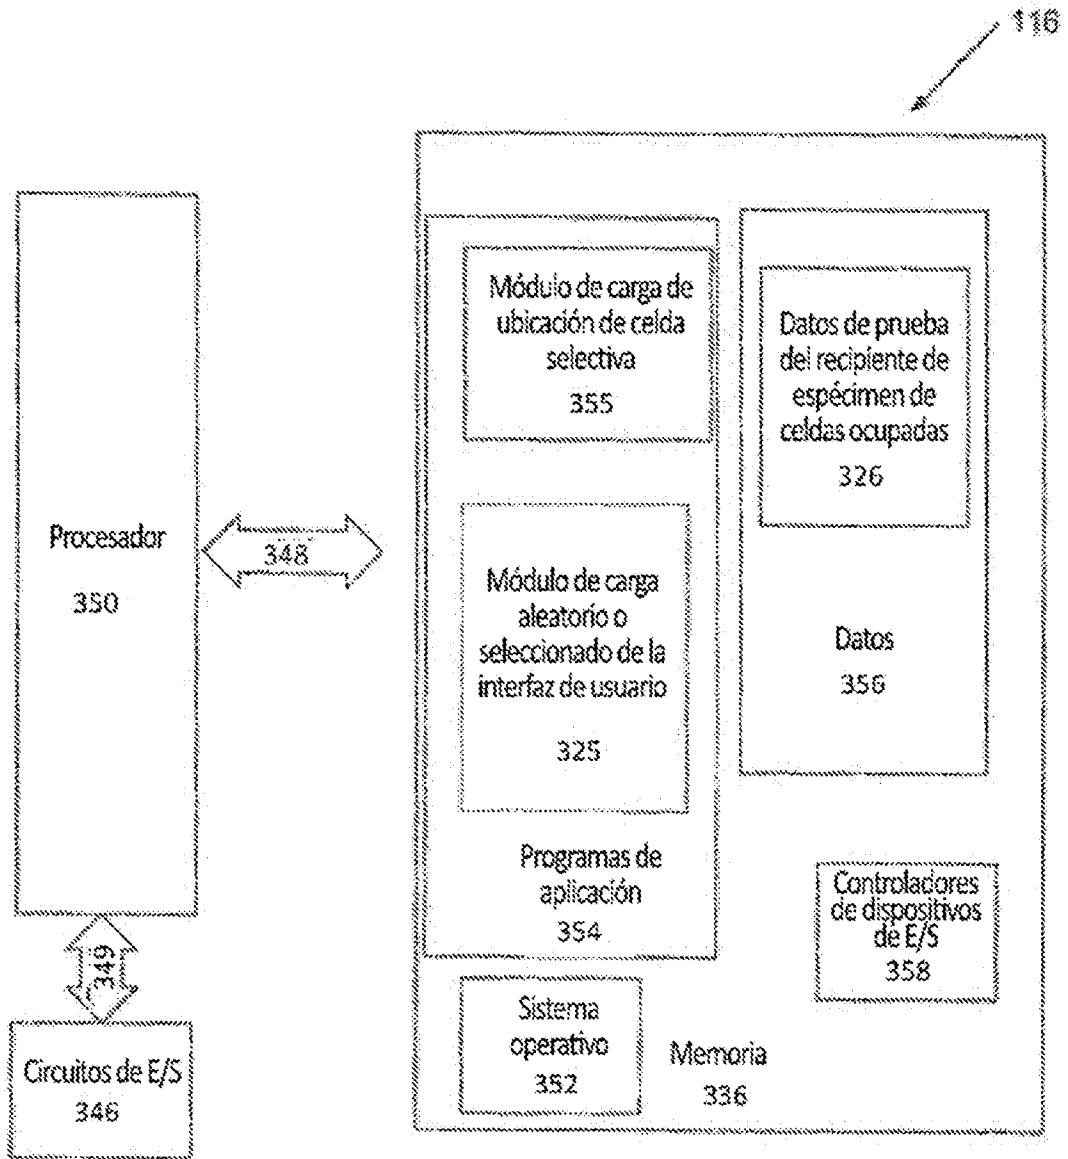 116
Procesador
350
348
349
Circuitos de E/S
346
Módulo de carga de
ubicación de celda
selectiva
355
Módulo de carga
aleatorio o
seleccionado de la
interfaz de usuario
325
Programas de
aplicación
354
Datos de prueba
del recipiente de
espécimen de
celdas ocupadas
326
Datos
356
Controladores
de dispositivos
de E/S
358
Sistema
operativo
352
Memoria
336